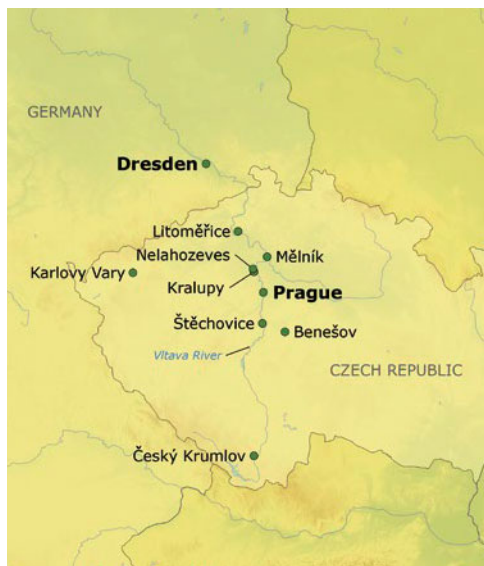 GERMANY
Dresden
Litoměřice
Nelahozeves
Mělník
Karlovy Vary
Kralupy
Prague
Štěchovice
Benešov
Vltava River
CZECH REPUBLIC
Český Krumlov